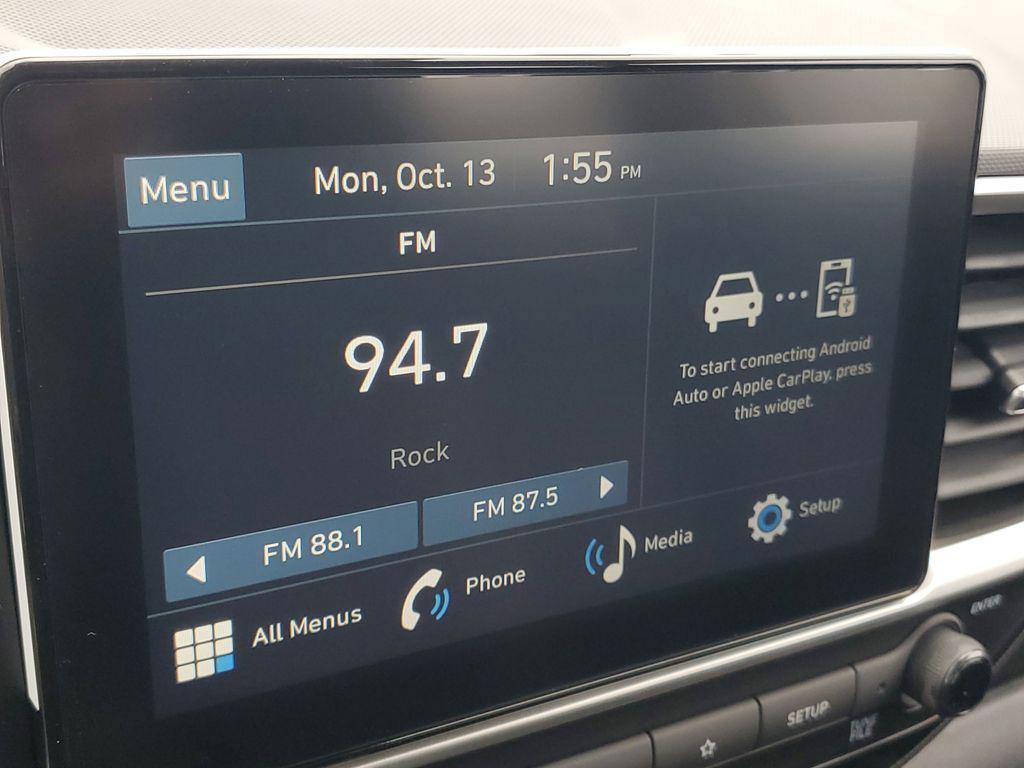 Menu
Mon, Oct. 13
1:55 PM
FM
94.7
Rock
FM 88.1
FM 87.5
To start connecting Android
Auto or Apple CarPlay, press
this widget.
All Menus
Phone
Media
Setup
ENTER
SETUP